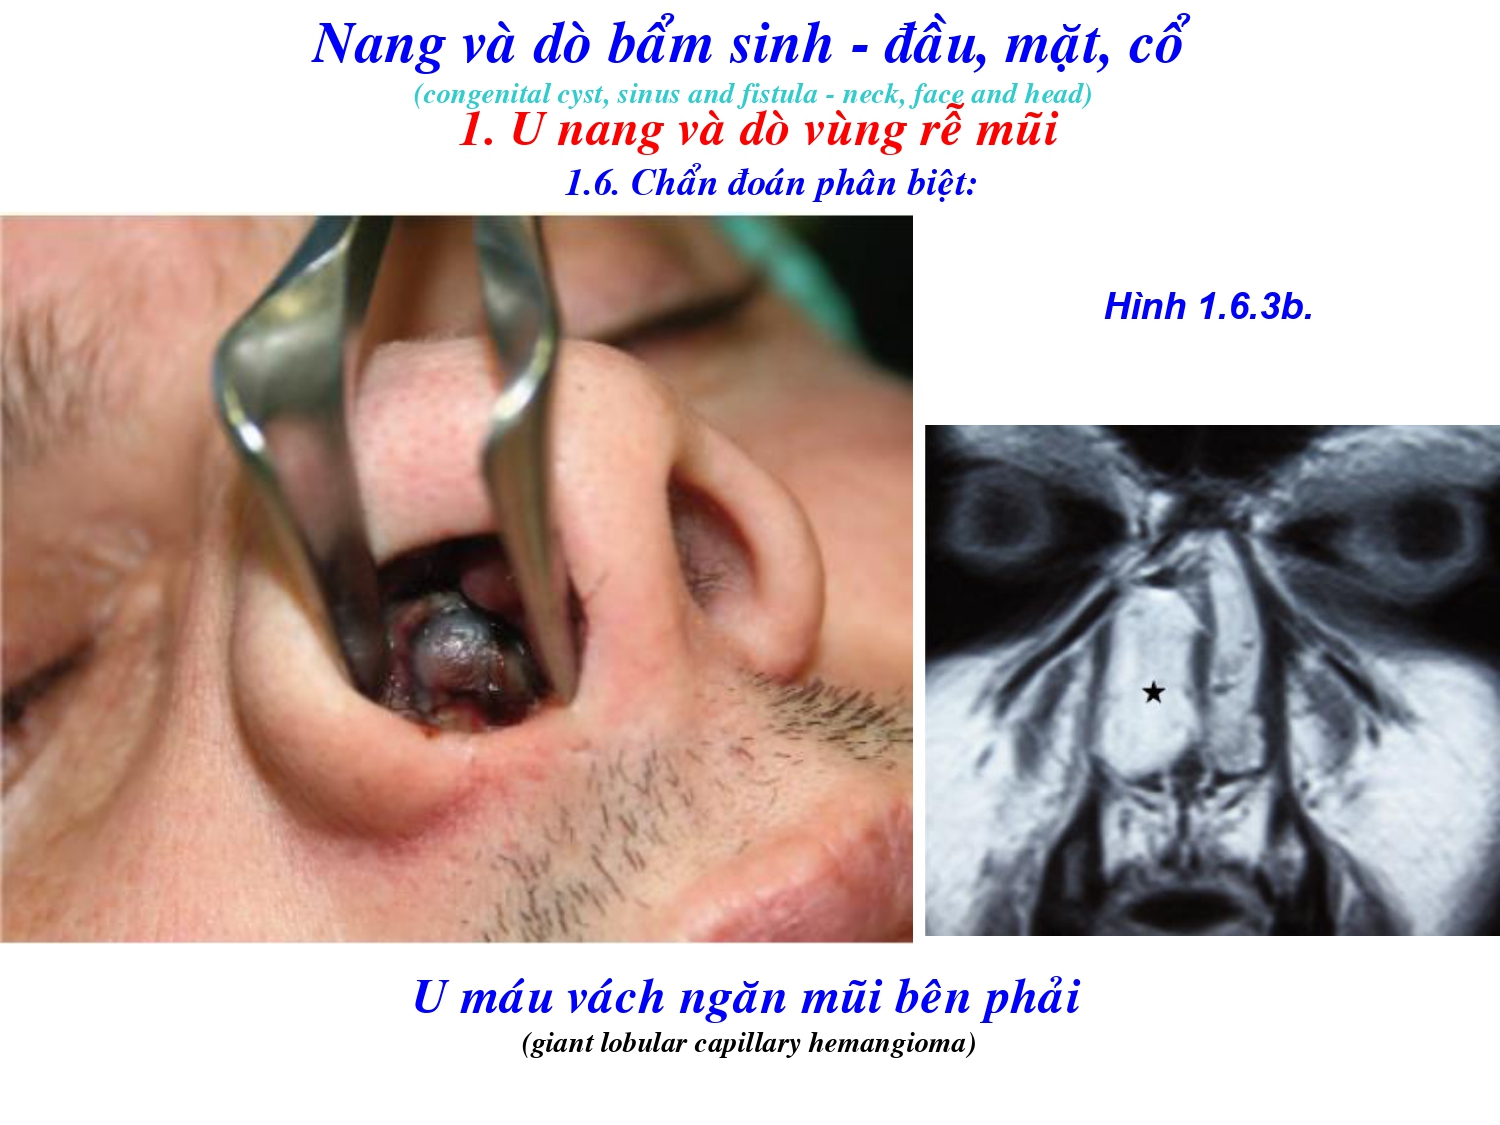 Nang và dò bẩm sinh - đầu, mặt, cổ
(congenital cyst, sinus and fistula - neck, face and head)
1. U nang và dò vùng rễ mũi
1.6. Chẩn đoán phân biệt:
Hình 1.6.3b.
U máu vách ngăn mũi bên phải
(giant lobular capillary hemangioma)